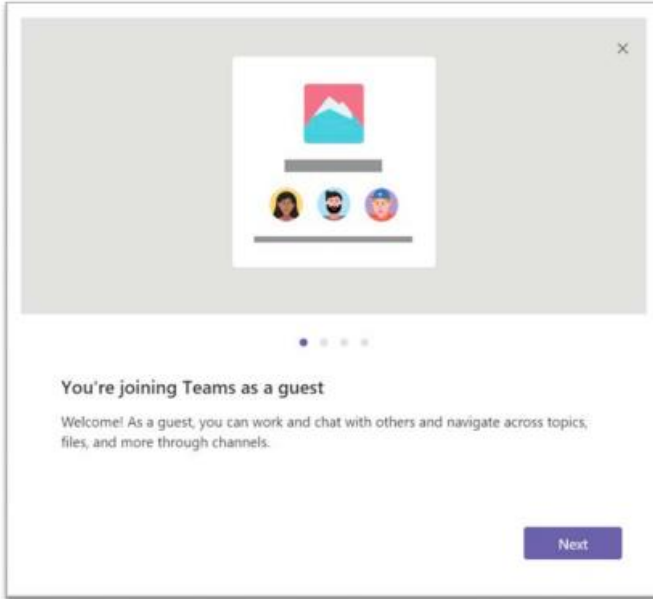 You're joining Teams as a guest
Welcome! As a guest, you can work and chat with others and navigate across topics,
files, and more through channels.
Next